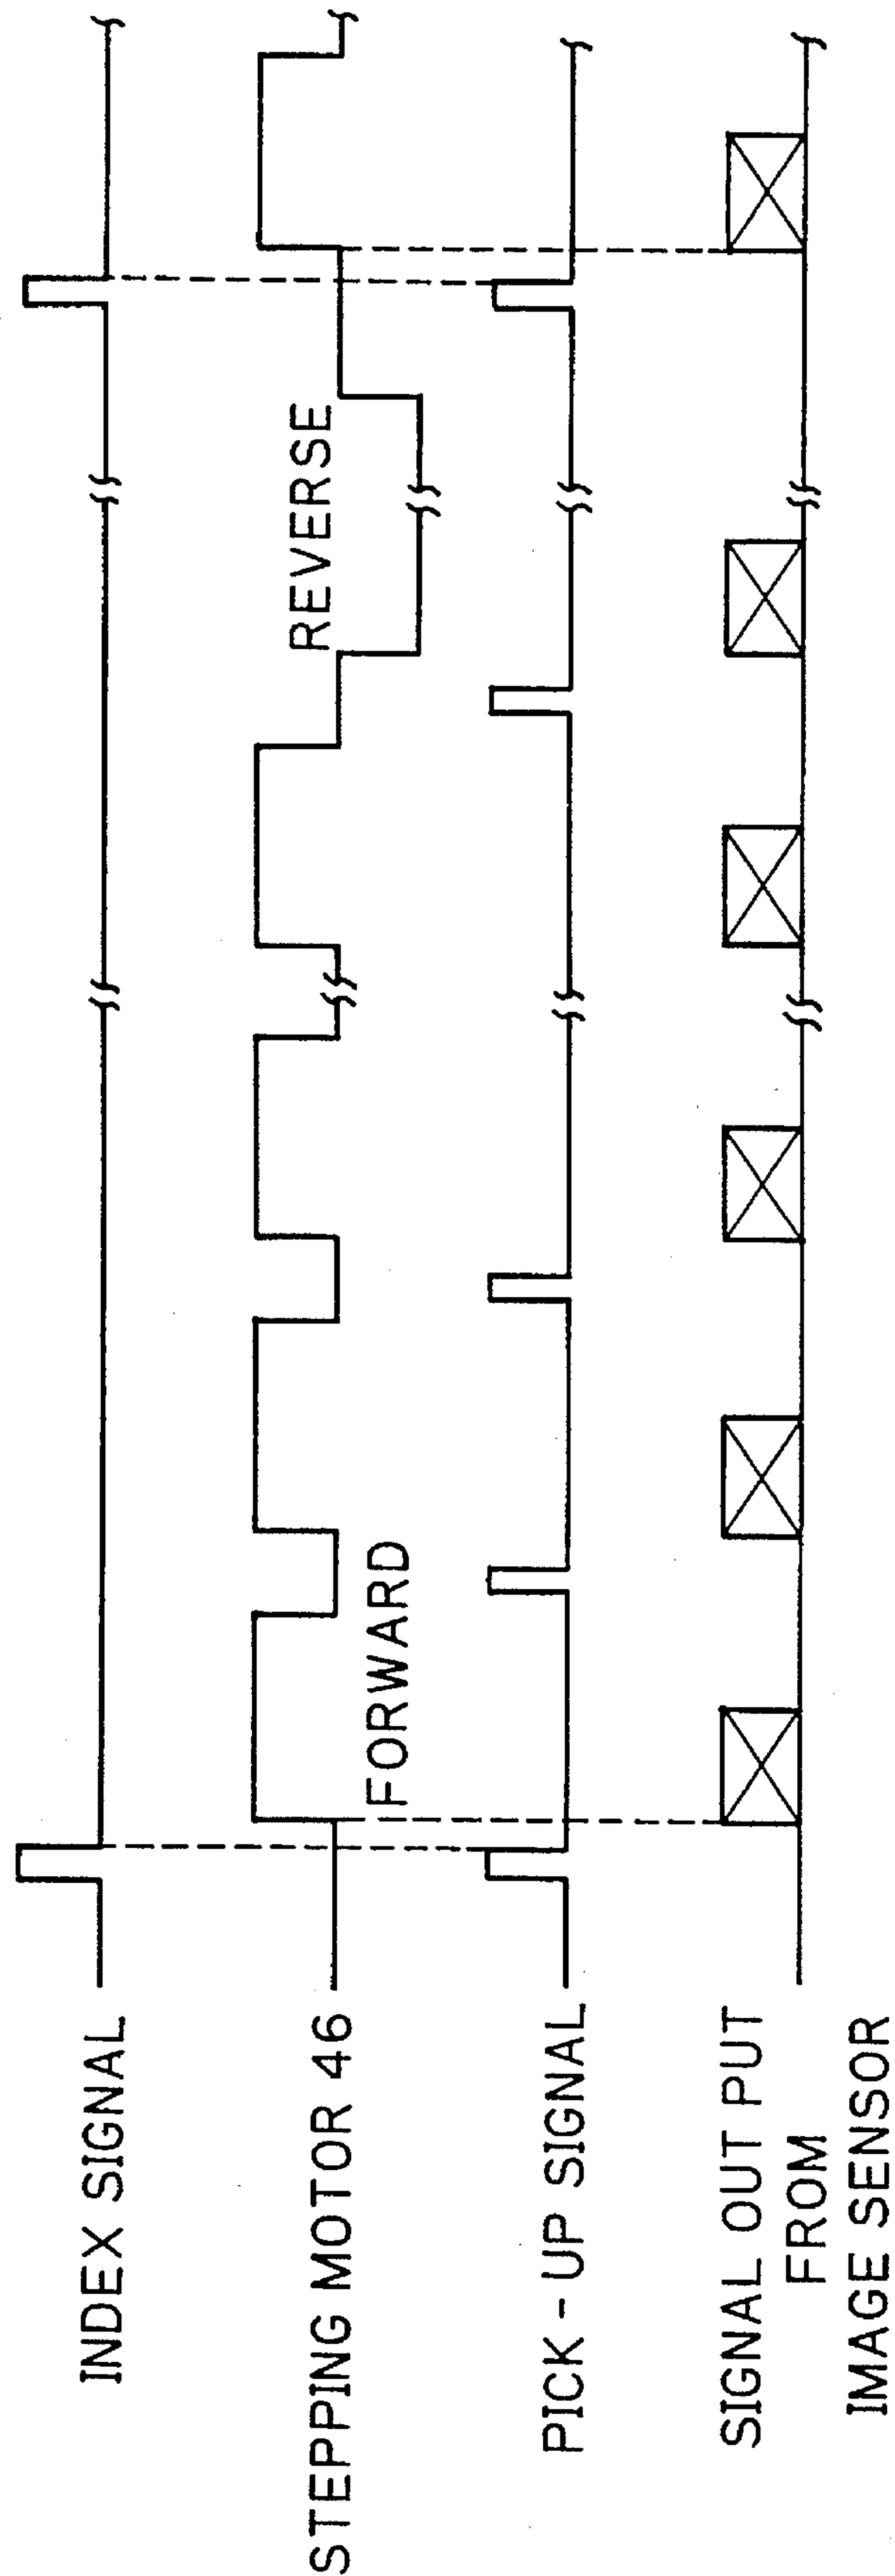 INDEX SIGNAL
STEPPING MOTOR 46
FORWARD
REVERSE
PICK-UP SIGNAL
SIGNAL OUT PUT
FROM
IMAGE SENSOR